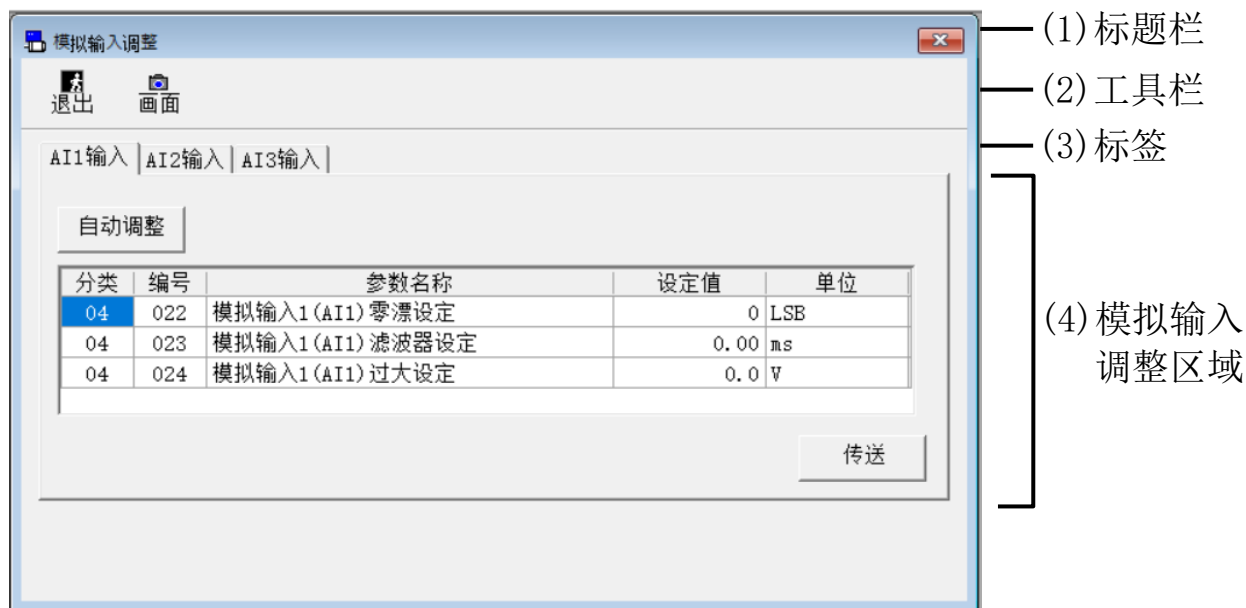 模拟输入调整
(1)标题栏
退出 画面
(2)工具栏
AI1输入 AI2输入 AI3输入
(3)标签
自动调整
分类 编号 参数名称 设定值 单位
04 022 模拟输入1(AI1)零漂设定 0 LSB
04 023 模拟输入1(AI1)滤波器设定 0.00 ms
04 024 模拟输入1(AI1)过大设定 0.0 V
(4)模拟输入
调整区域
传送